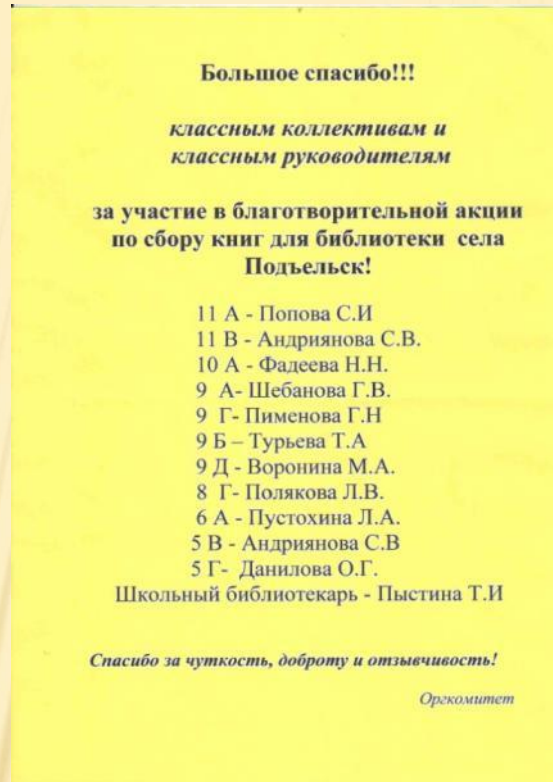 Большое спасибо!!!
классным коллективам и
классным руководителям
за участие в благотворительной акции
по сбору книг для библиотеки села
Подъельск!
11 А - Попова С.И
11 В - Андриянова С.В.
10 А - Фадеева Н.Н.
9 А- Шебанова Г.В.
9 Г- Пименова Г.Н
9 Б – Турьева Т.А
9 Д - Воронина М.А.
8 Г- Полякова Л.В.
6 А - Пустохина Л.А.
5 В - Андриянова С.В
5 Г- Данилова О.Г.
Школьный библиотекарь - Пыстина Т.И
Спасибо за чуткость, доброту и отзывчивость!
Оргкомитет